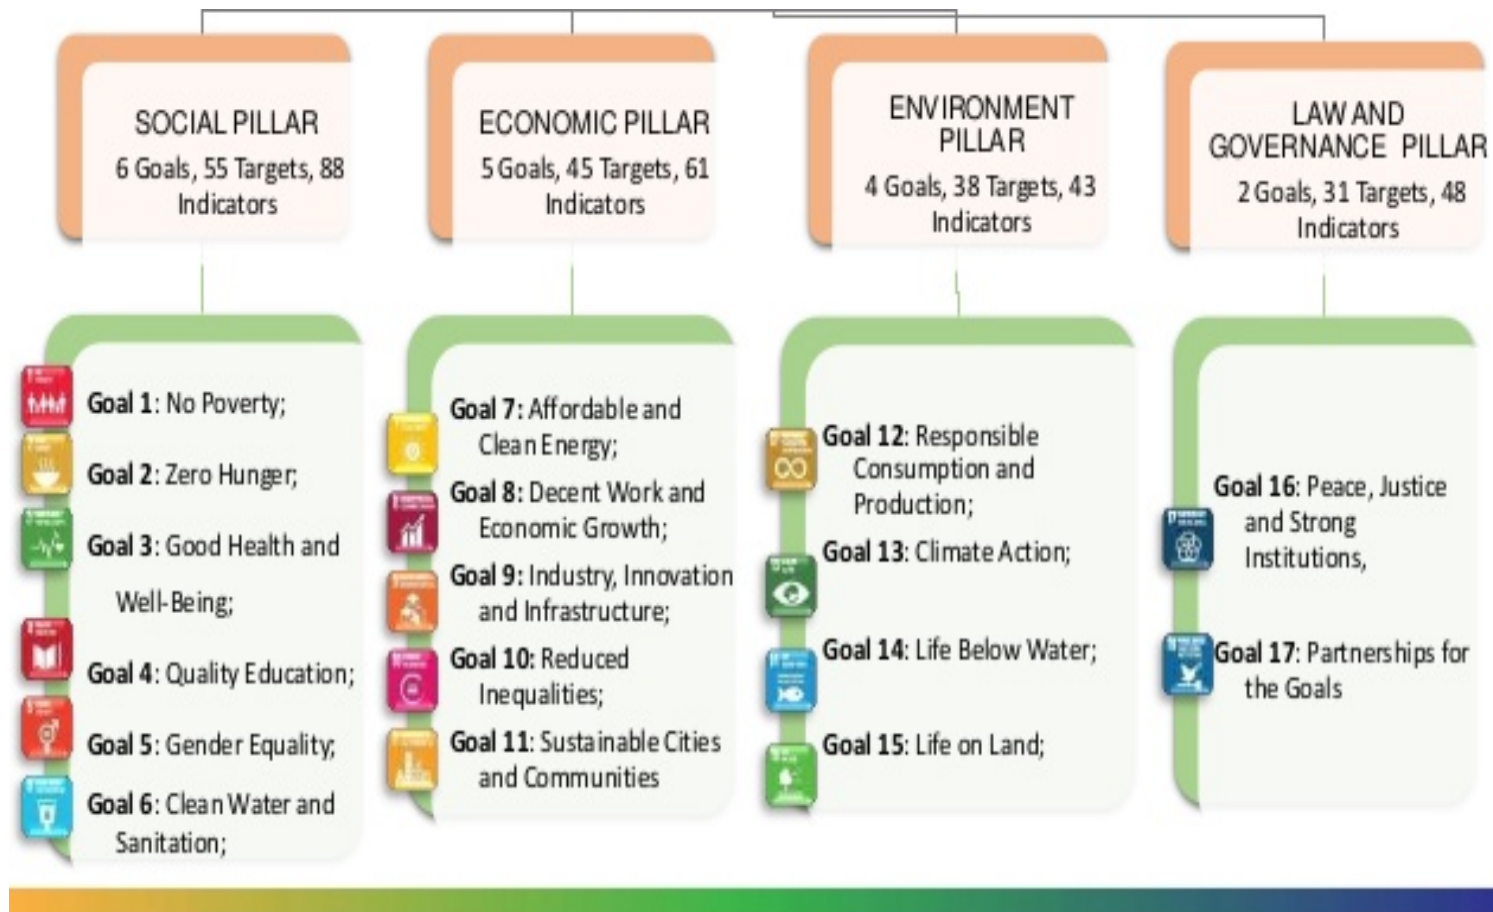 SOCIAL PILLAR
6 Goals, 55 Targets, 88
Indicators
ECONOMIC PILLAR
5 Goals, 45 Targets, 61
Indicators
ENVIRONMENT
PILLAR
4 Goals, 38 Targets, 43
Indicators
LAW AND
GOVERNANCE PILLAR
2 Goals, 31 Targets, 48
Indicators
Goal 1: No Poverty;
Goal 2: Zero Hunger;
Goal 3: Good Health and
Well-Being;
Goal 4: Quality Education;
Goal 5: Gender Equality;
Goal 6: Clean Water and
Sanitation;
Goal 7: Affordable and
Clean Energy;
Goal 8: Decent Work and
Economic Growth;
Goal 9: Industry, Innovation
and Infrastructure;
Goal 10: Reduced
Inequalities;
Goal 11: Sustainable Cities
and Communities
Goal 12: Responsible
Consumption and
Production;
Goal 13: Climate Action;
Goal 14: Life Below Water;
Goal 15: Life on Land;
Goal 16: Peace, Justice
and Strong
Institutions,
Goal 17: Partnerships for
the Goals